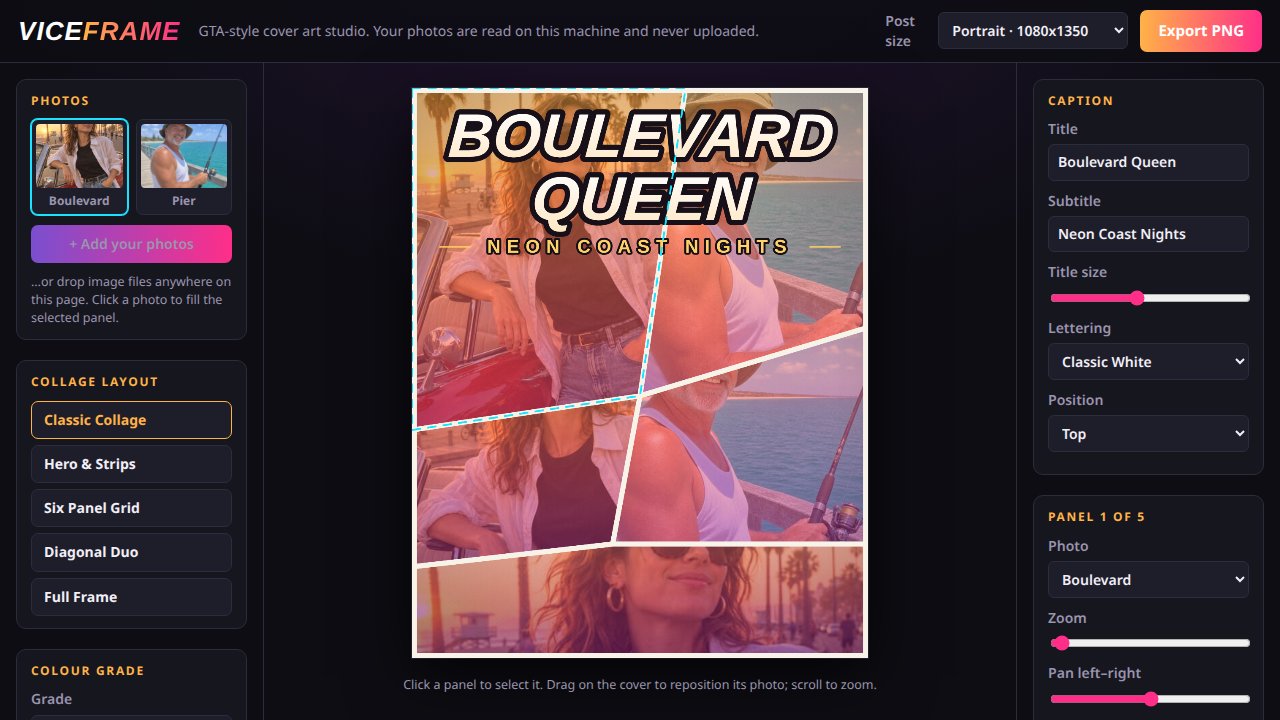 VICEFRAME
GTA-style cover art studio. Your photos are read on this machine and never uploaded.
Post
size
Portrait · 1080x1350
Export PNG
PHOTOS
Boulevard
Pier
+ Add your photos
...or drop image files anywhere on
this page. Click a photo to fill the
selected panel.
COLLAGE LAYOUT
Classic Collage
Hero & Strips
Six Panel Grid
Diagonal Duo
Full Frame
COLOUR GRADE
Grade
BOULEVARD
QUEEN
NEON COAST NIGHTS
Click a panel to select it. Drag on the cover to reposition its photo; scroll to zoom.
CAPTION
Title
Boulevard Queen
Subtitle
Neon Coast Nights
Title size
Lettering
Classic White
Position
Top
PANEL 1 OF 5
Photo
Boulevard
Zoom
Pan left–right